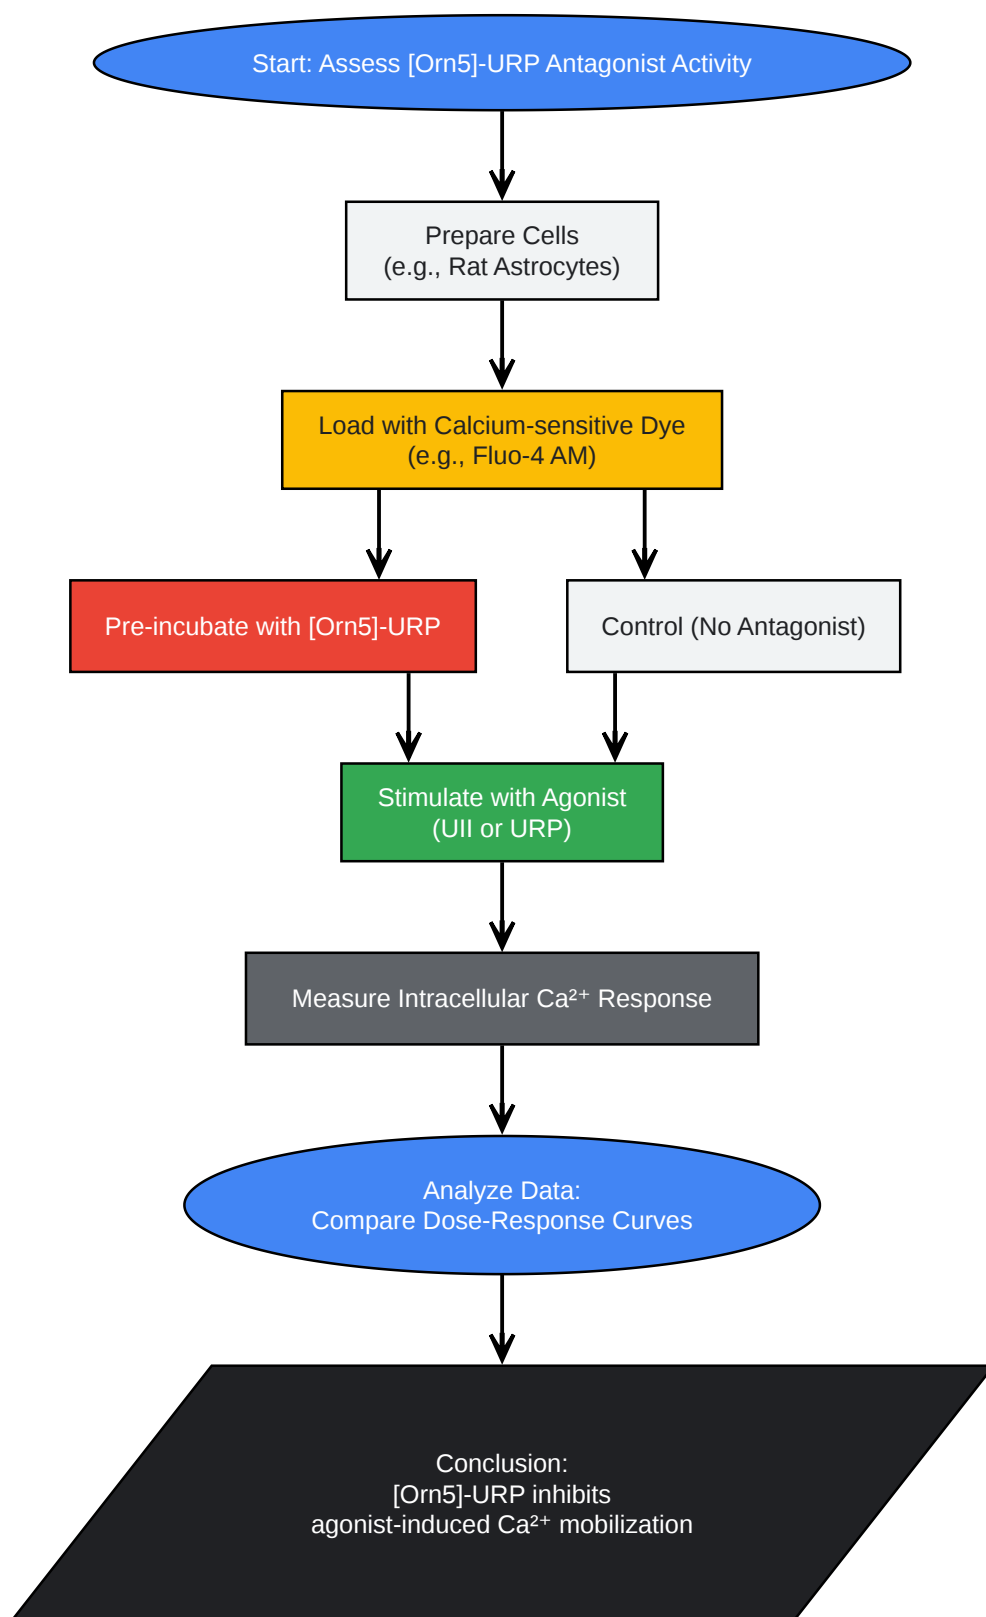 Start: Assess [Orn5]-URP Antagonist Activity
Prepare Cells
(e.g., Rat Astrocytes)
Load with Calcium-sensitive Dye
(e.g., Fluo-4 AM)
Pre-incubate with [Orn5]-URP
Control (No Antagonist)
Stimulate with Agonist
(UII or URP)
Measure Intracellular Ca²⁺ Response
Analyze Data:
Compare Dose-Response Curves
Conclusion:
[Orn5]-URP inhibits
agonist-induced Ca²⁺ mobilization